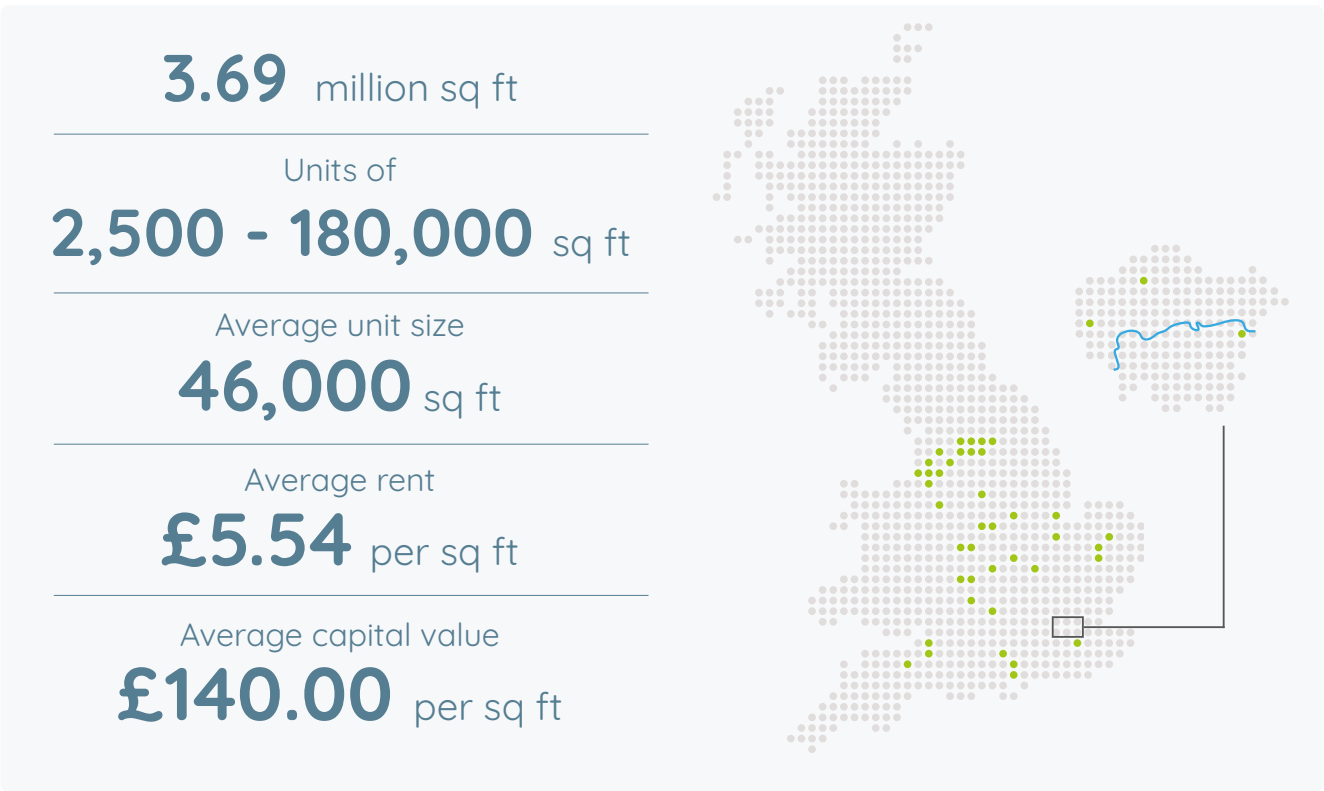 3.69 million sq ft
Units of
2,500 - 180,000 sq ft
Average unit size
46,000 sq ft
Average rent
£5.54 per sq ft
Average capital value
£140.00 per sq ft